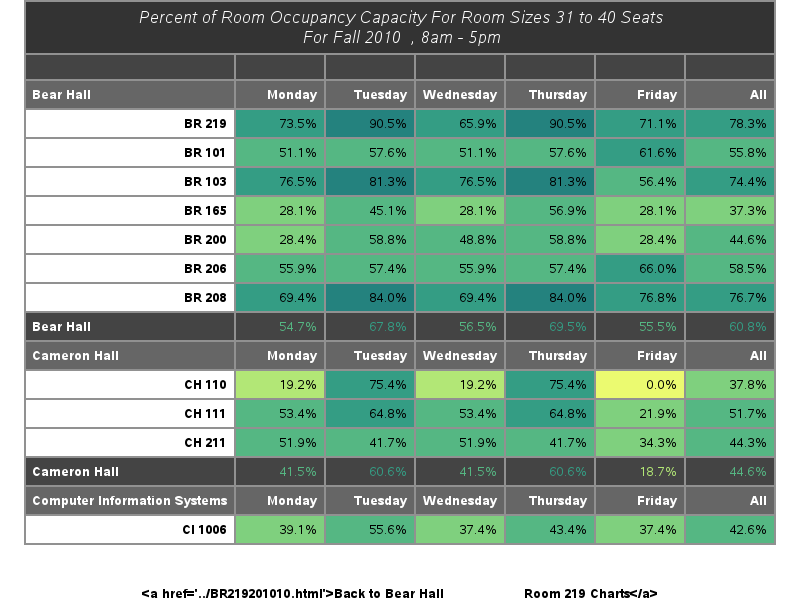 Percent of Room Occupancy Capacity For Room Sizes 31 to 40 Seats
For Fall 2010 , 8am - 5pm
Bear Hall Monday Tuesday Wednesday Thursday Friday All
BR 219 73.5% 90.5% 65.9% 90.5% 71.1% 78.3%
BR 101 51.1% 57.6% 51.1% 57.6% 61.6% 55.8%
BR 103 76.5% 81.3% 76.5% 81.3% 56.4% 74.4%
BR 165 28.1% 45.1% 28.1% 56.9% 28.1% 37.3%
BR 200 28.4% 58.8% 48.8% 58.8% 28.4% 44.6%
BR 206 55.9% 57.4% 55.9% 57.4% 66.0% 58.5%
BR 208 69.4% 84.0% 69.4% 84.0% 76.8% 76.7%
Bear Hall 54.7% 67.8% 56.5% 69.5% 55.5% 60.8%
Cameron Hall Monday Tuesday Wednesday Thursday Friday All
CH 110 19.2% 75.4% 19.2% 75.4% 0.0% 37.8%
CH 111 53.4% 64.8% 53.4% 64.8% 21.9% 51.7%
CH 211 51.9% 41.7% 51.9% 41.7% 34.3% 44.3%
Cameron Hall 41.5% 60.6% 41.5% 60.6% 18.7% 44.6%
Computer Information Systems Monday Tuesday Wednesday Thursday Friday All
CI 1006 39.1% 55.6% 37.4% 43.4% 37.4% 42.6%
<a href='../BR219201010.html'>Back to Bear Hall Room 219 Charts</a>